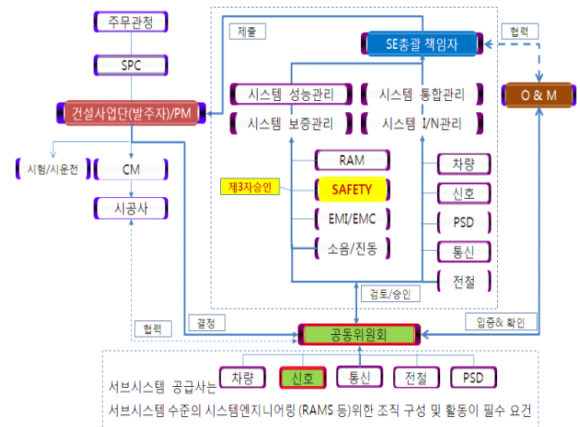 주무관청
SPC
건설사업단(발주자)/PM
시험/시운전
CM
시공사
제출
SE총괄 책임자
협력
O & M
시스템 성능관리
시스템 통합관리
시스템 보증관리
시스템 I/N관리
RAM
제3자승인
SAFETY
EMI/EMC
소음/진동
차량
신호
PSD
통신
전철
검토/승인
협력
결정
입증& 확인
공동위원회
서브시스템 공급사는
차량
신호
통신
전철
PSD
서브시스템 수준의 시스템엔지니어링 (RAMS 등)위한 조직 구성 및 활동이 필수 요건